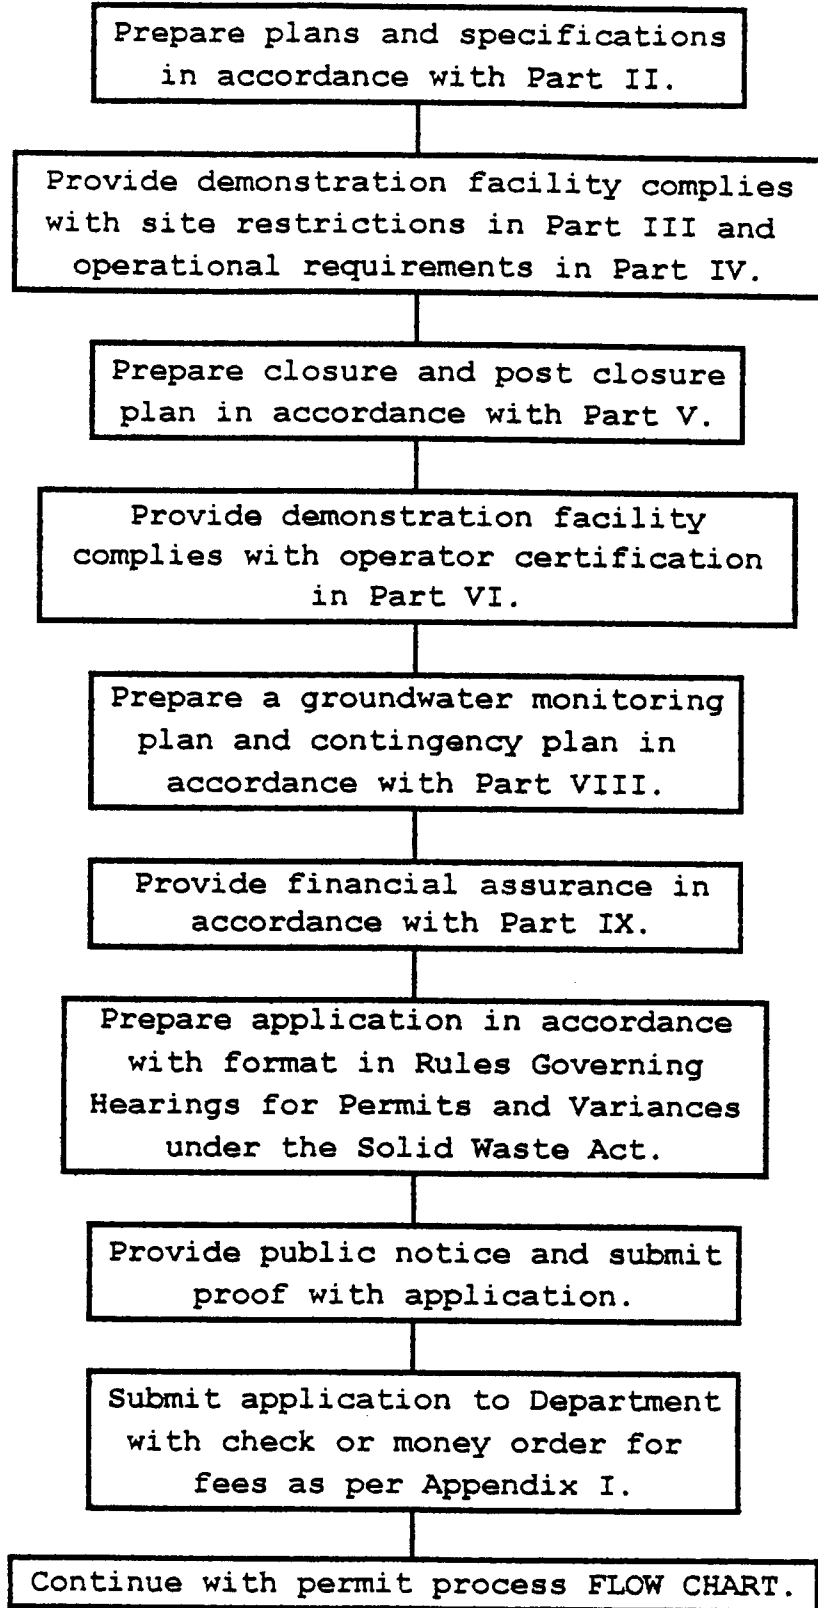 Prepare plans and specifications
in accordance with Part II.
Provide demonstration facility complies
with site restrictions in Part III and
operational requirements in Part IV.
Prepare closure and post closure
plan in accordance with Part V.
Provide demonstration facility
complies with operator certification
in Part VI.
Prepare a groundwater monitoring
plan and contingency plan in
accordance with Part VIII.
Provide financial assurance in
accordance with Part IX.
Prepare application in accordance
with format in Rules Governing
Hearings for Permits and Variances
under the Solid Waste Act.
Provide public notice and submit
proof with application.
Submit application to Department
with check or money order for
fees as per Appendix I.
Continue with permit process FLOW CHART.